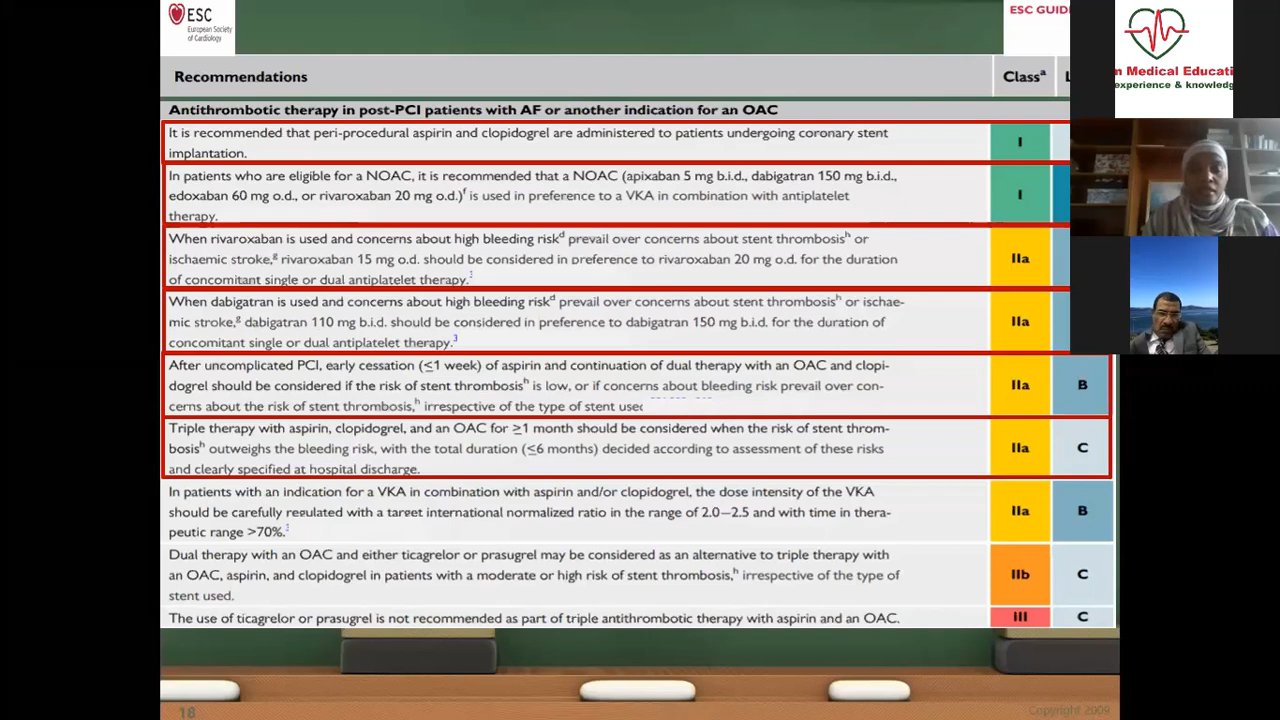 ESC
European Society
of Cardiology
ESC GUID
Recommendations
Classᵃ
L
Antithrombotic therapy in post-PCI patients with AF or another indication for an OAC
It is recommended that peri-procedural aspirin and clopidogrel are administered to patients undergoing coronary stent
implantation.
I
In patients who are eligible for a NOAC, it is recommended that a NOAC (apixaban 5 mg b.i.d., dabigatran 150 mg b.i.d.,
edoxaban 60 mg o.d., or rivaroxaban 20 mg o.d.)ᶠ is used in preference to a VKA in combination with antiplatelet
therapy.
I
When rivaroxaban is used and concerns about high bleeding riskᵈ prevail over concerns about stent thrombosisʰ or
ischaemic stroke,ᵍ rivaroxaban 15 mg o.d. should be considered in preference to rivaroxaban 20 mg o.d. for the duration
of concomitant single or dual antiplatelet therapy.
IIa
When dabigatran is used and concerns about high bleeding riskᵈ prevail over concerns about stent thrombosisʰ or ischae-
mic stroke,ᵍ dabigatran 110 mg b.i.d. should be considered in preference to dabigatran 150 mg b.i.d. for the duration of
concomitant single or dual antiplatelet therapy.³
IIa
After uncomplicated PCI, early cessation (≤1 week) of aspirin and continuation of dual therapy with an OAC and clopi-
dogrel should be considered if the risk of stent thrombosisʰ is low, or if concerns about bleeding risk prevail over con-
cerns about the risk of stent thrombosis,ʰ irrespective of the type of stent used
IIa
B
Triple therapy with aspirin, clopidogrel, and an OAC for ≥1 month should be considered when the risk of stent throm-
bosisʰ outweighs the bleeding risk, with the total duration (≤6 months) decided according to assessment of these risks
and clearly specified at hospital discharge.
IIa
C
In patients with an indication for a VKA in combination with aspirin and/or clopidogrel, the dose intensity of the VKA
should be carefully regulated with a target international normalized ratio in the range of 2.0–2.5 and with time in thera-
peutic range >70%.
IIa
B
Dual therapy with an OAC and either ticagrelor or prasugrel may be considered as an alternative to triple therapy with
an OAC, aspirin, and clopidogrel in patients with a moderate or high risk of stent thrombosis,ʰ irrespective of the type of
stent used.
IIb
C
The use of ticagrelor or prasugrel is not recommended as part of triple antithrombotic therapy with aspirin and an OAC.
III
C
18
Copyright 2009
n Medical Educati
experience & knowledg